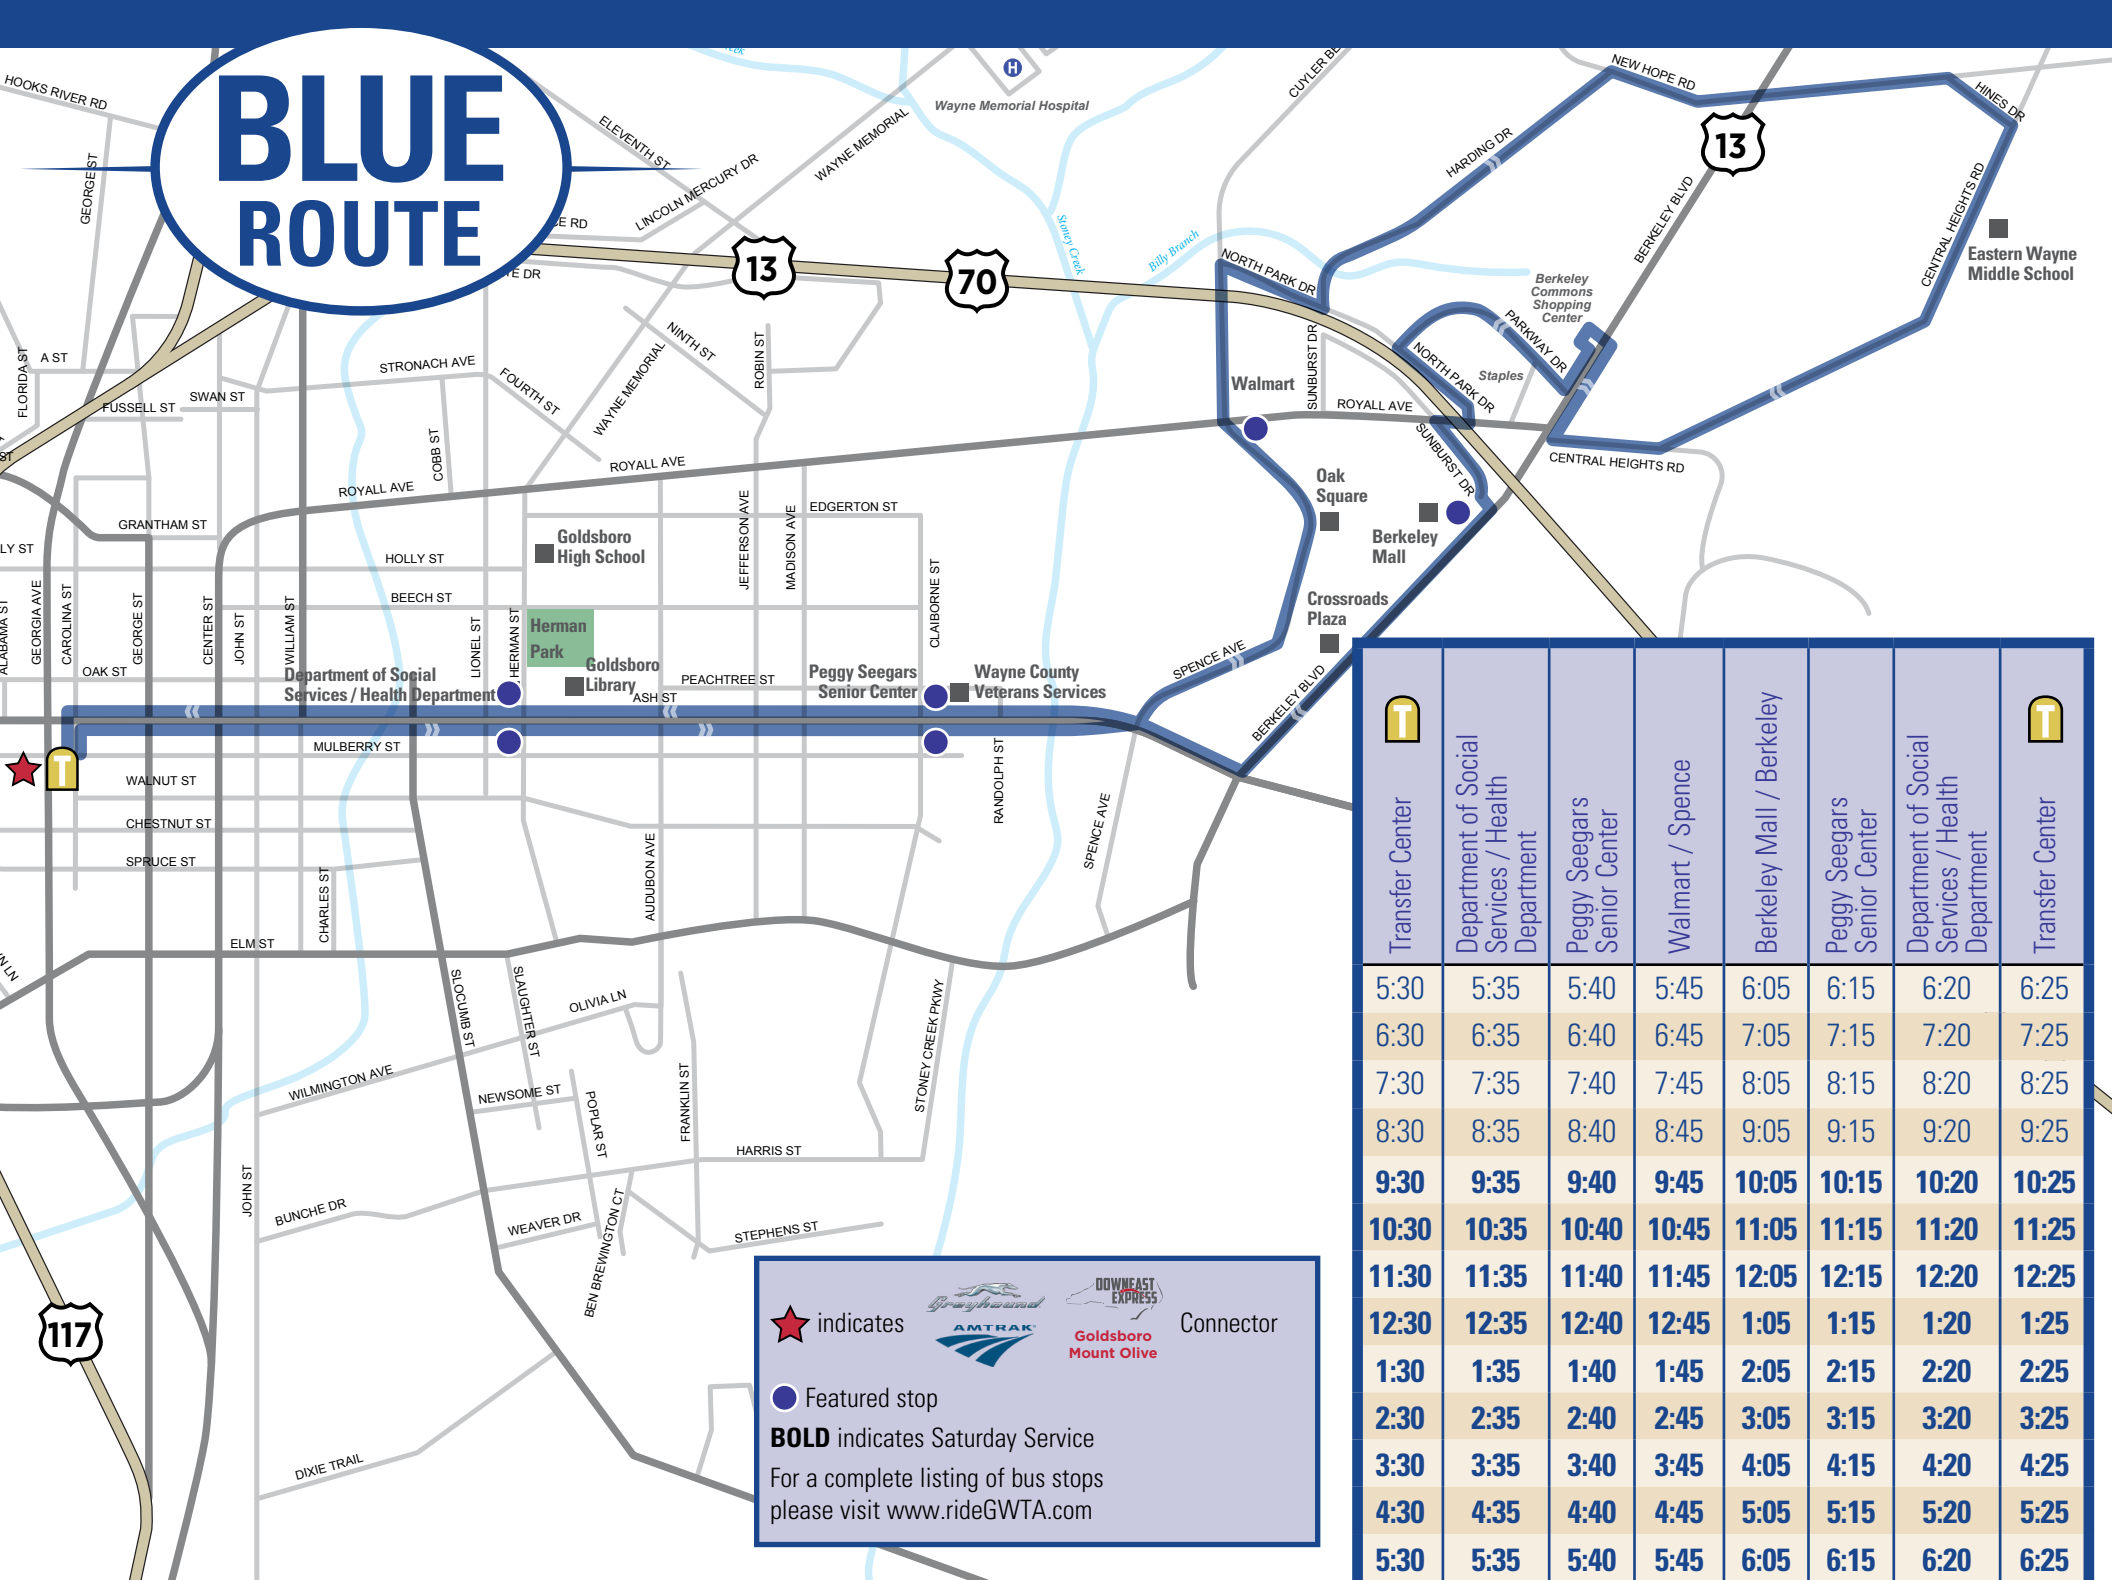 BLUE
ROUTE
HOOKS RIVER RD
GEORGE ST
ELEVENTH ST
LINCOLN MERCURY DR
WAYNE MEMORIAL
Wayne Memorial Hospital
H
CUYLER BE
NEW HOPE RD
HINES DR
HARDING DR
13
BERKELEY BLVD
CENTRAL HEIGHTS RD
Eastern Wayne
Middle School
E RD
13
70
Stoney Creek
Billy Branch
NORTH PARK DR
Berkeley
Commons
Shopping
Center
PARKWAY DR
FLORIDA ST
A ST
FUSSELL ST
SWAN ST
STRONACH AVE
FOURTH ST
NINTH ST
WAYNE MEMORIAL
ROBIN ST
COBB ST
Walmart
SUNBURST DR
ROYALL AVE
NORTH PARK DR
Staples
SUNBURST DR
CENTRAL HEIGHTS RD
ROYALL AVE
ROYALL AVE
Oak
Square
Berkeley
Mall
Crossroads
Plaza
GRANTHAM ST
LY ST
HOLLY ST
BEECH ST
EDGERTON ST
Goldsboro
High School
Herman
Park
Goldsboro
Library
JEFFERSON AVE
MADISON AVE
CLAIBORNE ST
ALABAMA ST
GEORGIA AVE
CAROLINA ST
GEORGE ST
CENTER ST
JOHN ST
WILLIAM ST
LIONEL ST
HERMAN ST
OAK ST
Department of Social
Services / Health Department
PEACHTREE ST
ASH ST
Peggy Seegars
Senior Center
Wayne County
Veterans Services
SPENCE AVE
BERKELEY BLVD
T
MULBERRY ST
WALNUT ST
CHESTNUT ST
SPRUCE ST
CHARLES ST
ELM ST
AUDUBON AVE
RANDOLPH ST
SPENCE AVE
SLOCUMB ST
SLAUGHTER ST
OLIVIA LN
WILMINGTON AVE
NEWSOME ST
POPLAR ST
FRANKLIN ST
STONEY CREEK PKWY
HARRIS ST
JOHN ST
BUNCHE DR
WEAVER DR
BEN BREWINGTON CT
STEPHENS ST
DIXIE TRAIL
117
indicates
Greyhound
AMTRAK
DOWNEAST
EXPRESS
Goldsboro
Mount Olive
Connector
Featured stop
BOLD indicates Saturday Service
For a complete listing of bus stops
please visit www.rideGWTA.com
T
T
Transfer Center
Department of Social
Services / Health
Department
Peggy Seegars
Senior Center
Walmart / Spence
Berkeley Mall / Berkeley
Peggy Seegars
Senior Center
Department of Social
Services / Health
Department
Transfer Center
5:30 5:35 5:40 5:45 6:05 6:15 6:20 6:25
6:30 6:35 6:40 6:45 7:05 7:15 7:20 7:25
7:30 7:35 7:40 7:45 8:05 8:15 8:20 8:25
8:30 8:35 8:40 8:45 9:05 9:15 9:20 9:25
9:30 9:35 9:40 9:45 10:05 10:15 10:20 10:25
10:30 10:35 10:40 10:45 11:05 11:15 11:20 11:25
11:30 11:35 11:40 11:45 12:05 12:15 12:20 12:25
12:30 12:35 12:40 12:45 1:05 1:15 1:20 1:25
1:30 1:35 1:40 1:45 2:05 2:15 2:20 2:25
2:30 2:35 2:40 2:45 3:05 3:15 3:20 3:25
3:30 3:35 3:40 3:45 4:05 4:15 4:20 4:25
4:30 4:35 4:40 4:45 5:05 5:15 5:20 5:25
5:30 5:35 5:40 5:45 6:05 6:15 6:20 6:25